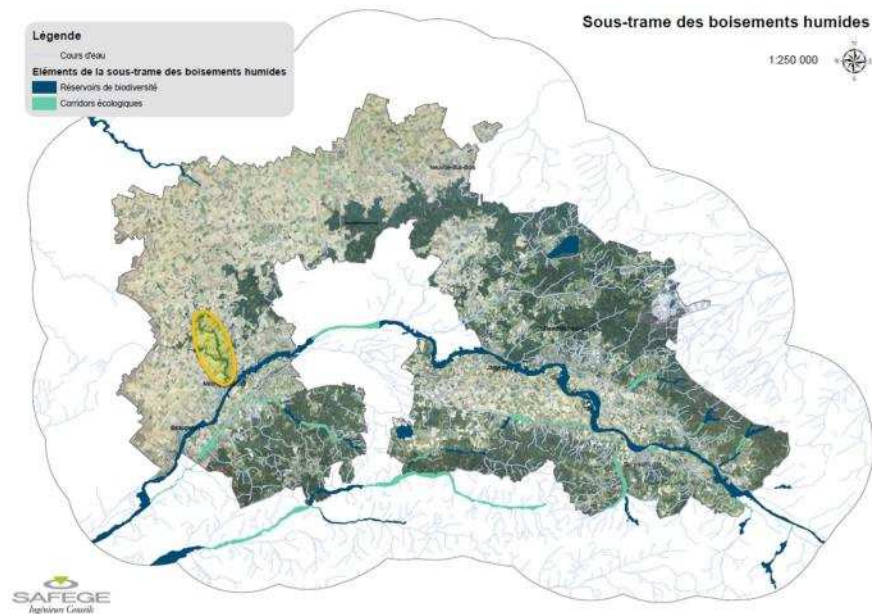 Sous-trame des boisements humides
1:250 000
Légende
Cours d'eau
Eléments de la sous-trame des boisements humides
Réservoirs de biodiversité
Corridors écologiques
SAFEGE
Ingénieurs Conseils